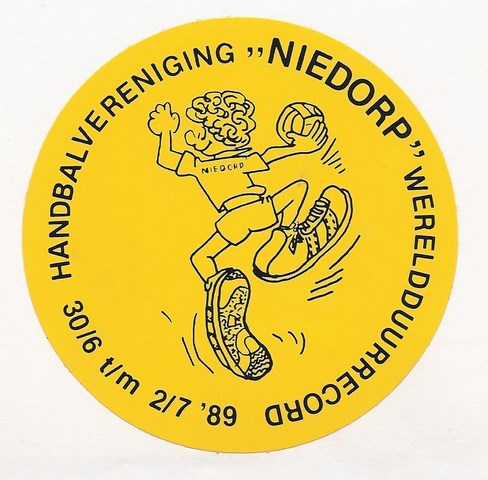 HANDBALVERENIGING „NIEDORP” WERELDDUURRECORD
30/6 t/m 2/7 '89
NIEDORP